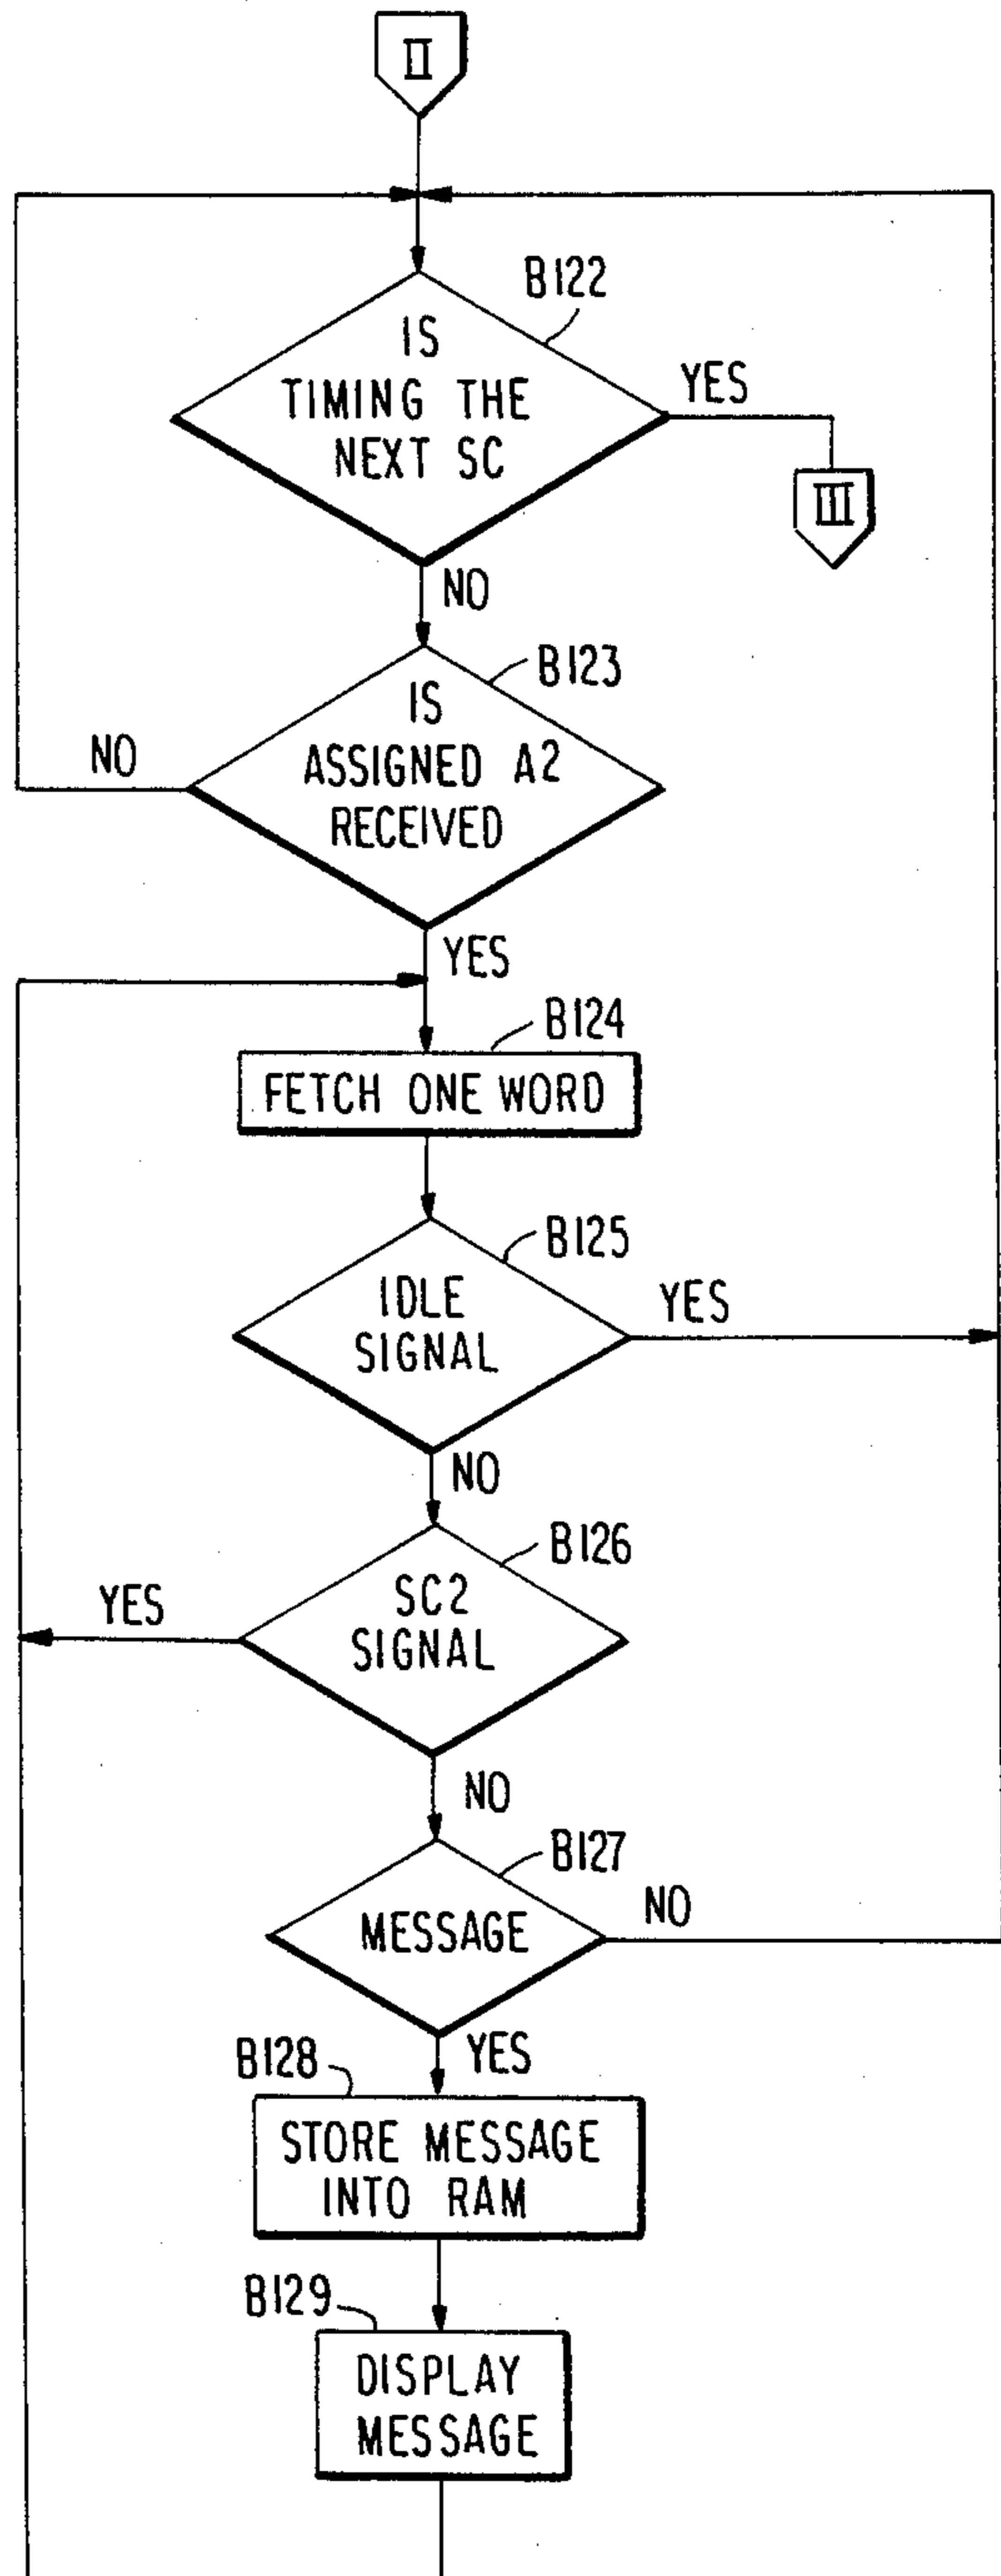 II
B122
IS
TIMING THE
NEXT SC
YES
III
NO
B123
IS
ASSIGNED A2
RECEIVED
NO
YES
B124
FETCH ONE WORD
B125
IDLE
SIGNAL
YES
NO
B126
SC2
SIGNAL
YES
NO
B127
MESSAGE
NO
YES
B128
STORE MESSAGE
INTO RAM
B129
DISPLAY
MESSAGE